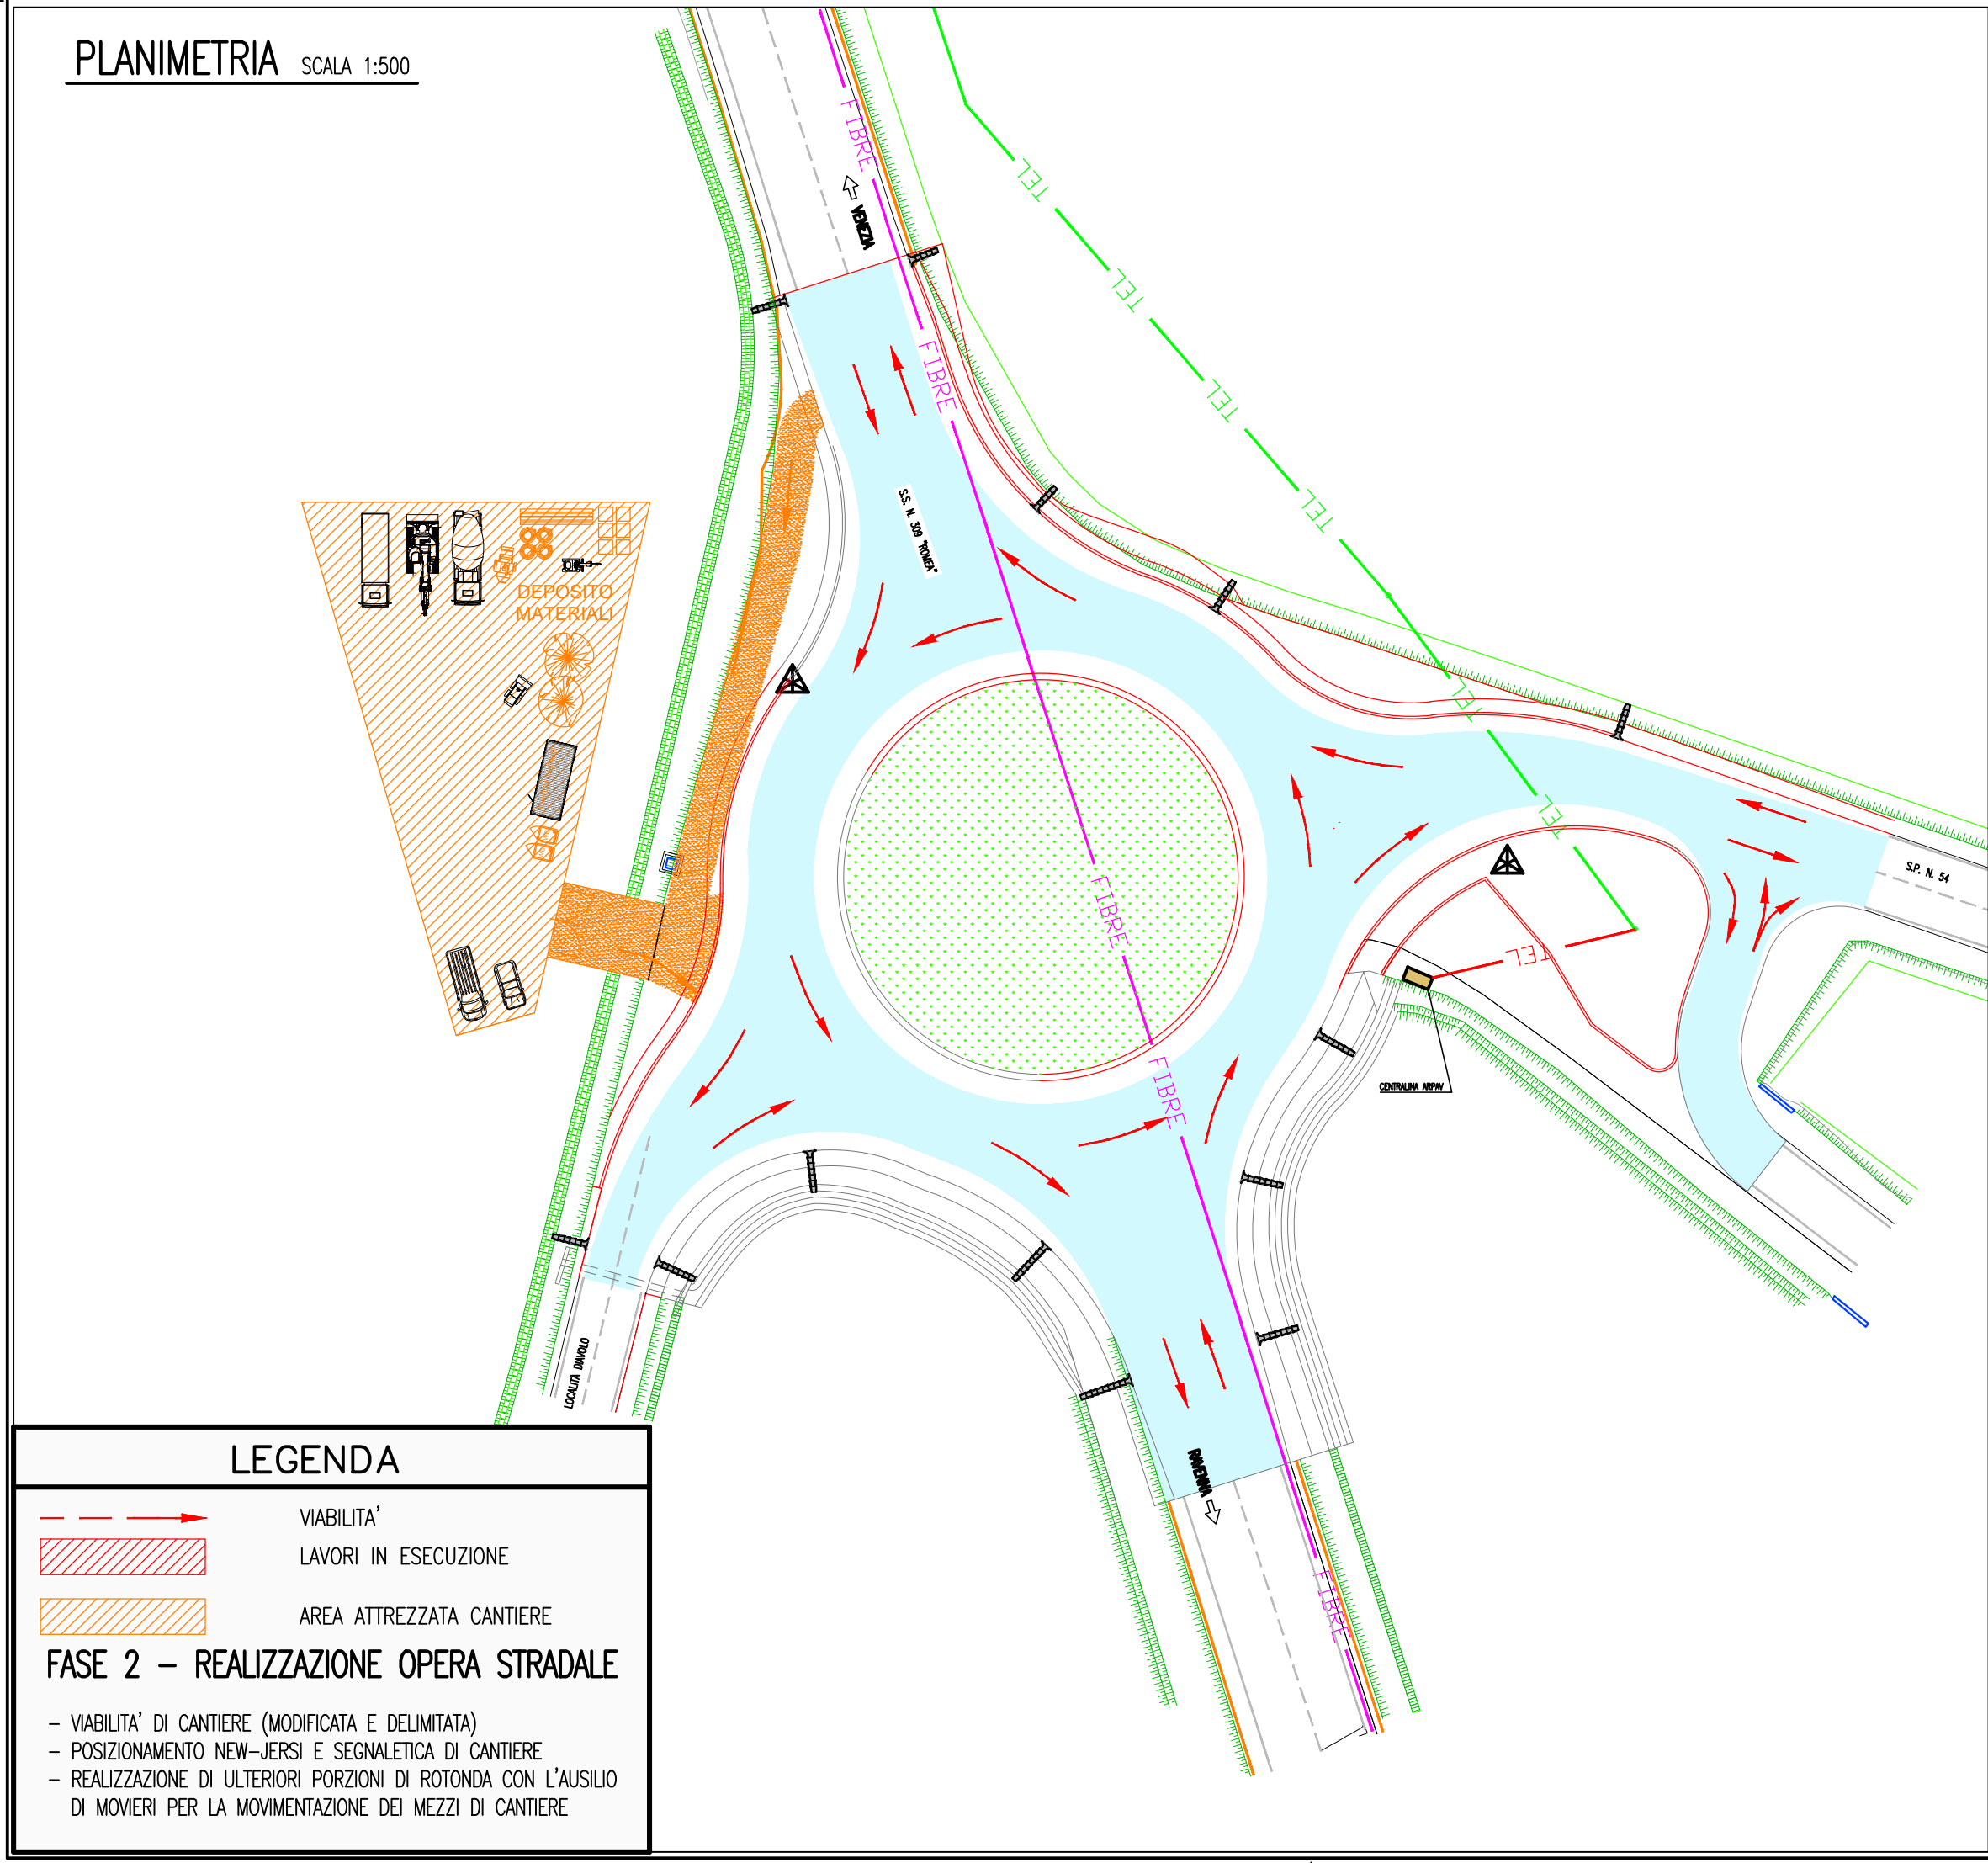 PLANIMETRIA SCALA 1:500
FIBRE
TEL
VENEZIA
TEL
FIBRE
TEL
TEL
S.S. N. 309 "ROMEA"
DEPOSITO
MATERIALI
TEL
TEL
S.P. N. 54
FIBRE
TEL
CENTRALINA ARPAV
FIBRE
LOCALITA DIAVOLO
RAVENNA
FIBRE
LEGENDA
VIABILITA'
LAVORI IN ESECUZIONE
AREA ATTREZZATA CANTIERE
FASE 2 - REALIZZAZIONE OPERA STRADALE
- VIABILITA' DI CANTIERE (MODIFICATA E DELIMITATA)
- POSIZIONAMENTO NEW-JERSI E SEGNALETICA DI CANTIERE
- REALIZZAZIONE DI ULTERIORI PORZIONI DI ROTONDA CON L'AUSILIO
DI MOVIERI PER LA MOVIMENTAZIONE DEI MEZZI DI CANTIERE